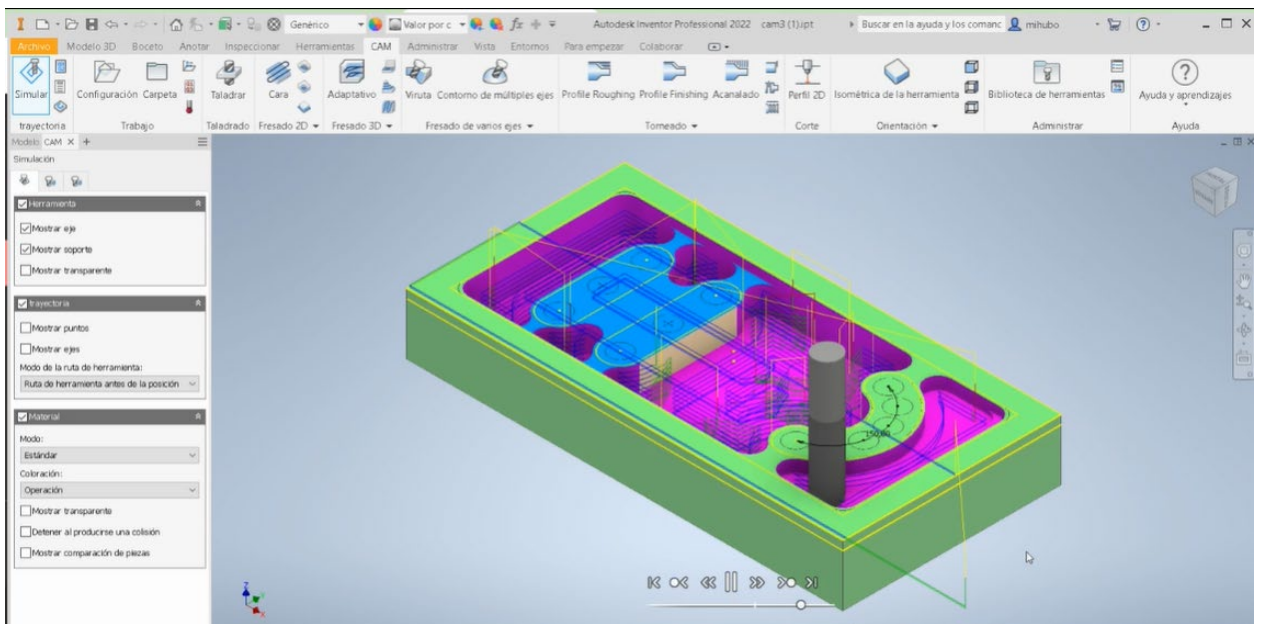 Genérico
Valor por c
Autodesk Inventor Professional 2022 cam3 (1).ipt
Buscar en la ayuda y los comanc
mihubo
Archivo Modelo 3D Boceto Anotar Inspeccionar Herramientas CAM Administrar Vista Entornos Para empezar Colaborar
Simular Configuración Carpeta Taladrar Cara Adaptativo Viruta Contorno de múltiples ejes Profile Roughing Profile Finishing Acanalado Perfil 2D Isométrica de la herramienta Biblioteca de herramientas Ayuda y aprendizajes
trayectoria Trabajo Taladrado Fresado 2D Fresado 3D Fresado de varios ejes Torneado Corte Orientación Administrar Ayuda
Modelo CAM X +
Simulación
Herramienta
Mostrar eje
Mostrar soporte
Mostrar transparente
trayectoria
Mostrar puntos
Mostrar ejes
Modo de la ruta de herramienta:
Ruta de herramienta antes de la posición
Material
Modo:
Estándar
Coloración:
Operación
Mostrar transparente
Detener al producirse una colisión
Mostrar comparación de piezas
150,00
Z
X